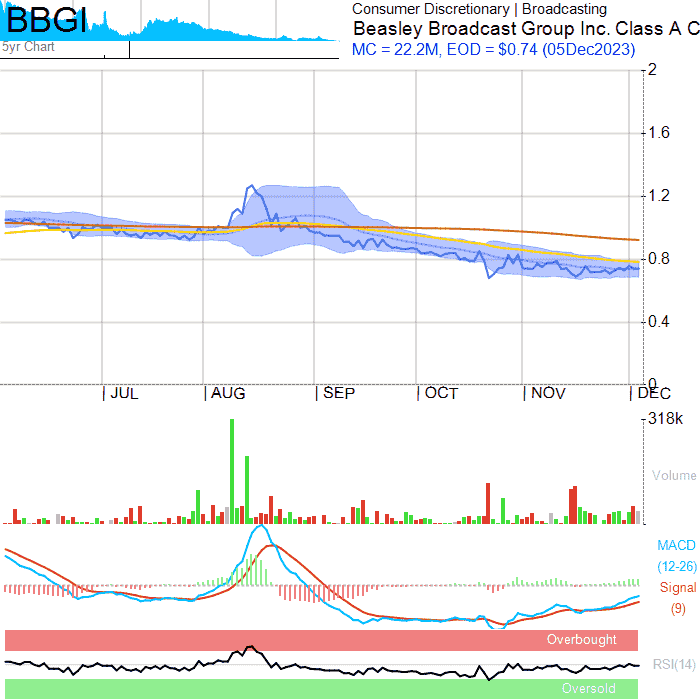 BBGI
5yr Chart
Consumer Discretionary | Broadcasting
Beasley Broadcast Group Inc. Class A C
MC = 22.2M, EOD = $0.74 (05Dec2023)
2
1.6
1.2
0.8
0.4
0
JUL AUG SEP OCT NOV DEC
318k
Volume
MACD
(12-26)
Signal
(9)
Overbought
RSI(14)
Oversold